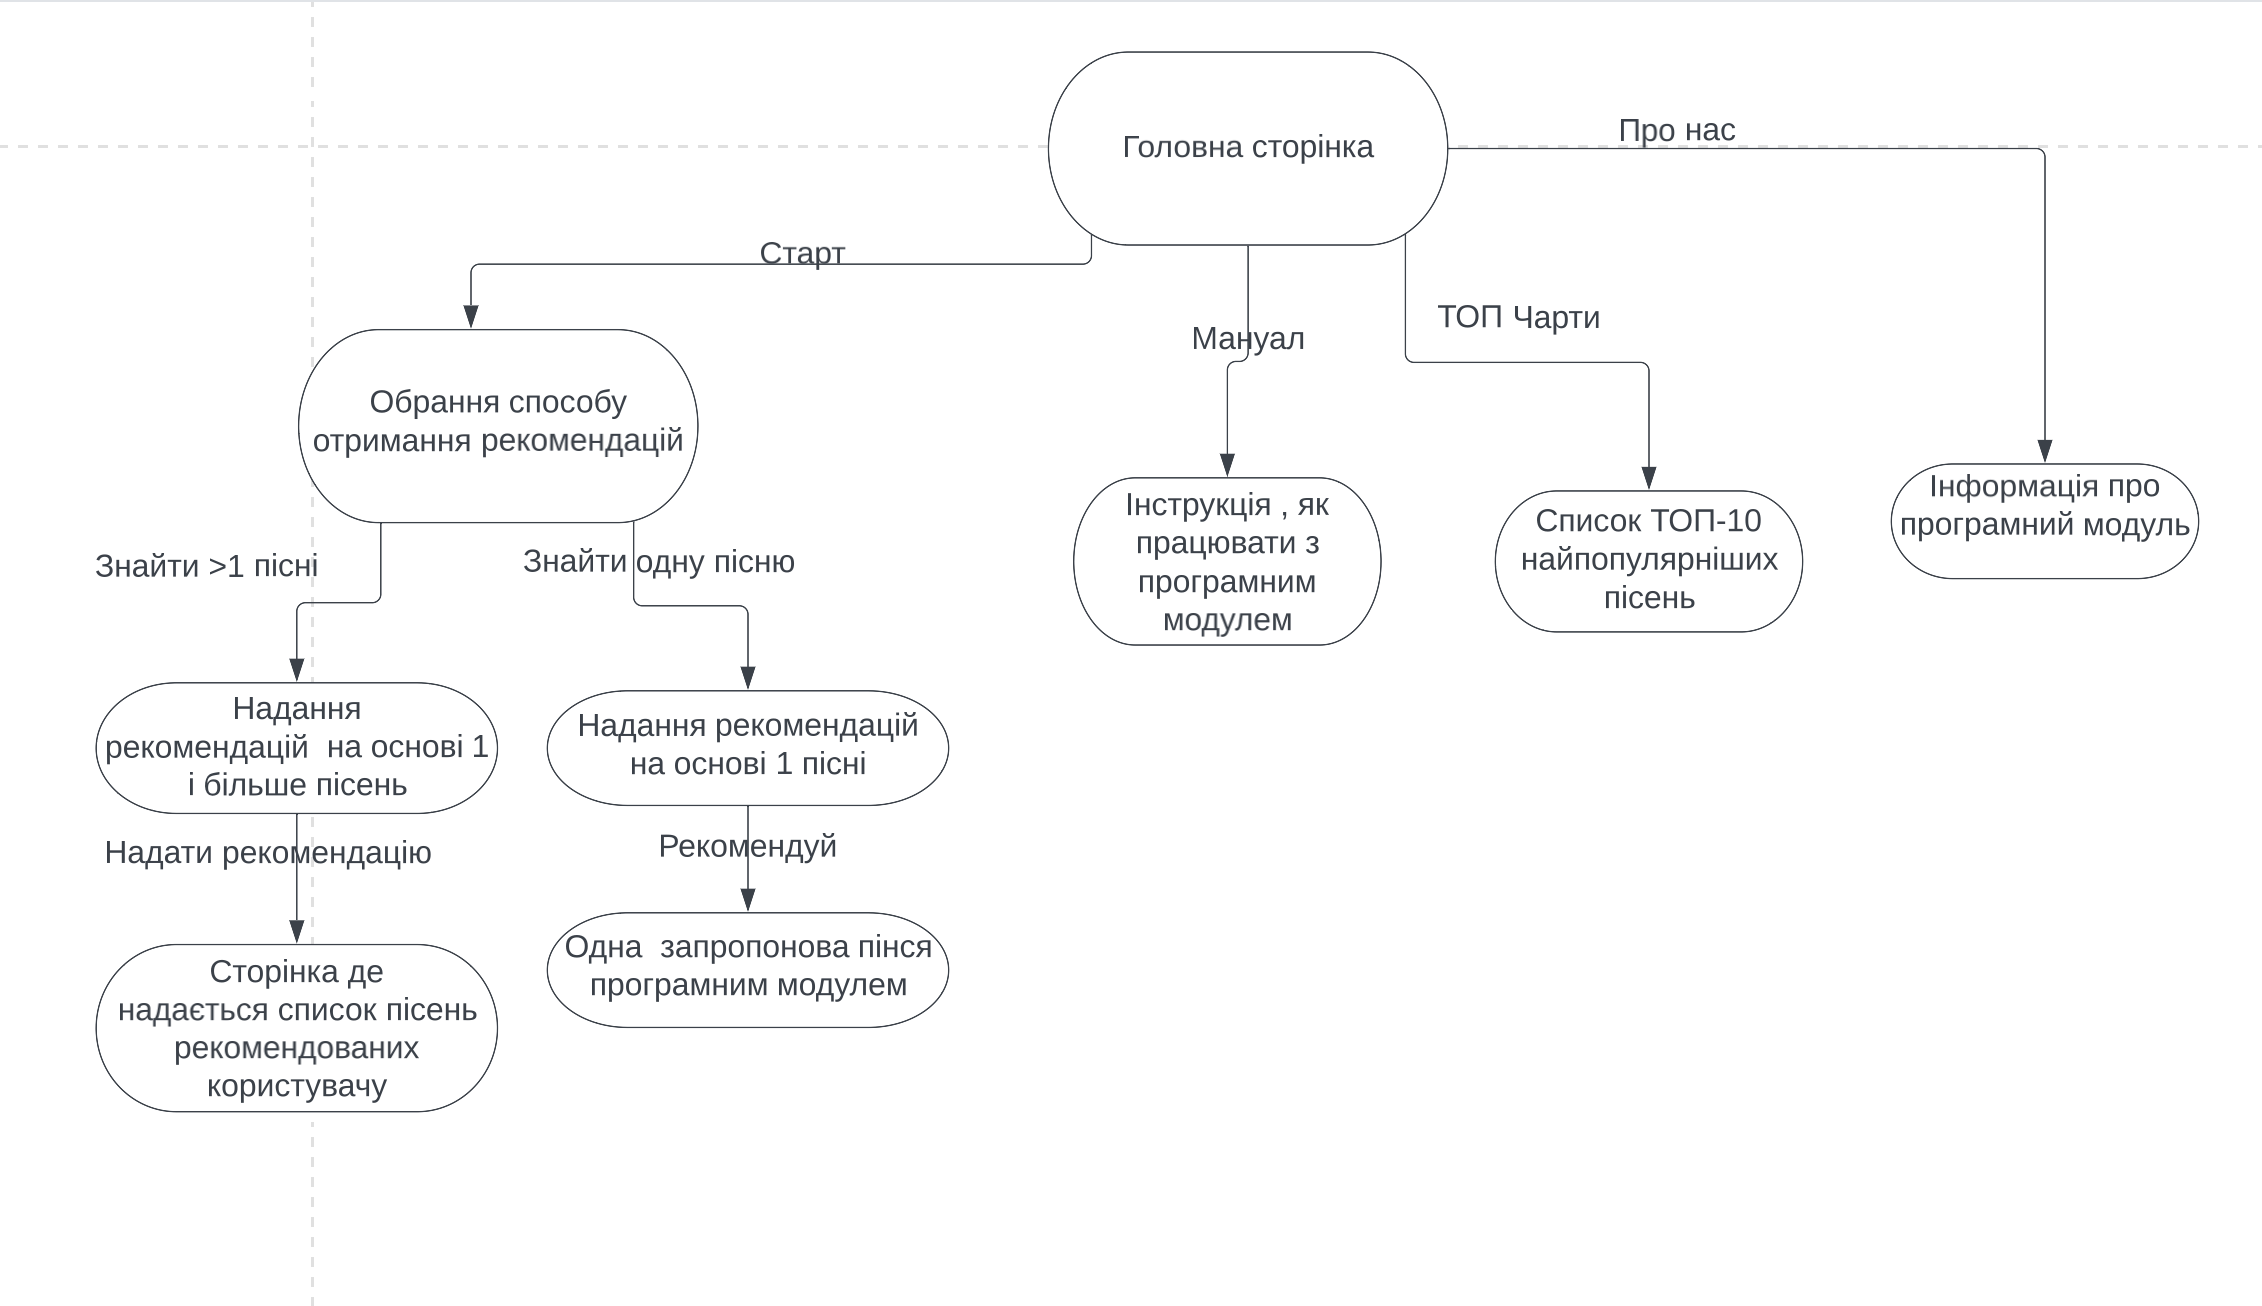 Головна сторінка
Про нас
Старт
Мануал
ТОП Чарти
Обрання способу
отримання рекомендацій
Інструкція , як
працювати з
програмним
модулем
Список ТОП-10
найпопулярніших
пісень
Інформація про
програмний модуль
Знайти >1 пісні
Знайти одну пісню
Надання
рекомендацій  на основі 1
і більше пісень
Надання рекомендацій
на основі 1 пісні
Надати рекомендацію
Рекомендуй
Сторінка де
надається список пісень
рекомендованих
користувачу
Одна  запропонова пінся
програмним модулем